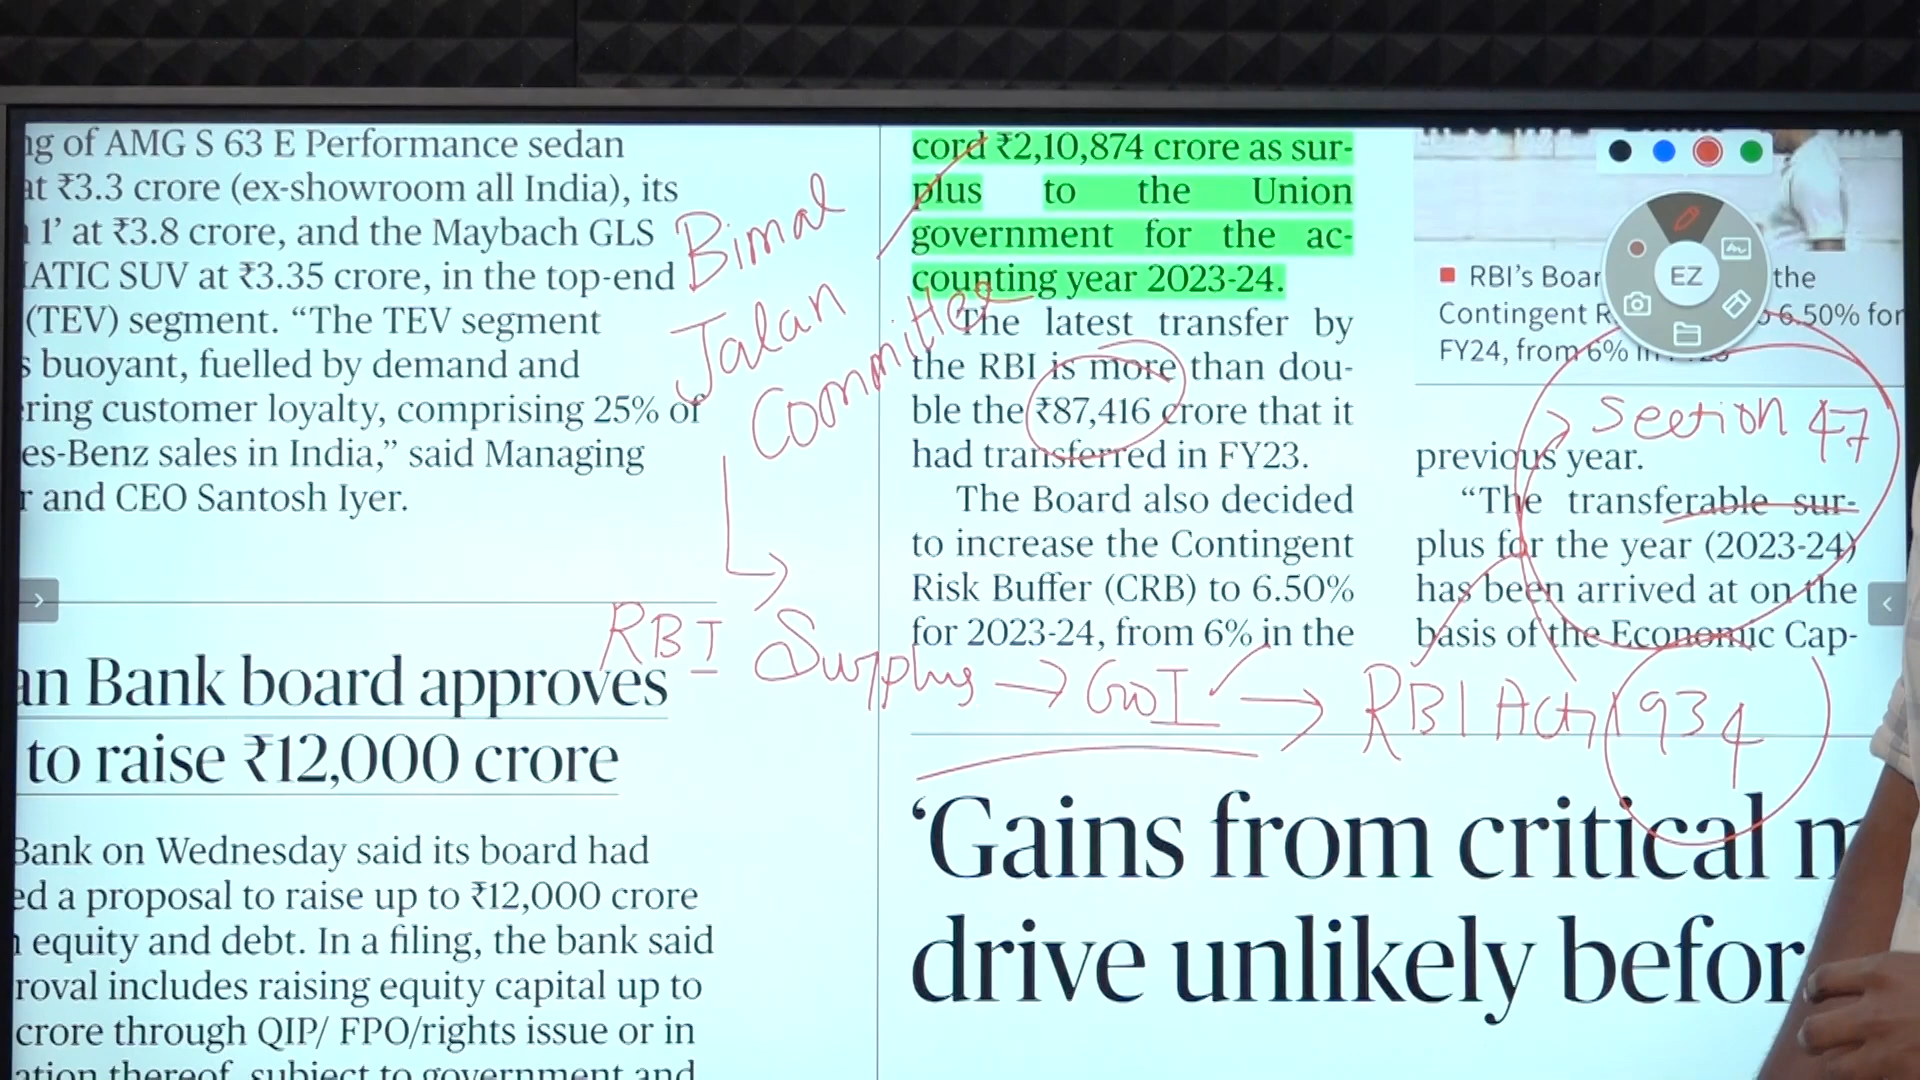 ng of AMG S 63 E Performance sedan
at ₹3.3 crore (ex-showroom all India), its
1’ at ₹3.8 crore, and the Maybach GLS
MATIC SUV at ₹3.35 crore, in the top-end
(TEV) segment. “The TEV segment
s buoyant, fuelled by demand and
ering customer loyalty, comprising 25% of
es-Benz sales in India,” said Managing
r and CEO Santosh Iyer.
an Bank board approves
to raise ₹12,000 crore
Bank on Wednesday said its board had
ed a proposal to raise up to ₹12,000 crore
equity and debt. In a filing, the bank said
roval includes raising equity capital up to
crore through QIP/ FPO/rights issue or in
ation thereof, subject to government and
Bimal
Jalan
Committee
RBI Surplus → GOI → RBI Act, 1934
cord ₹2,10,874 crore as sur-
plus to the Union
government for the ac-
counting year 2023-24.
The latest transfer by
the RBI is more than dou-
ble the ₹87,416 crore that it
had transferred in FY23.
The Board also decided
to increase the Contingent
Risk Buffer (CRB) to 6.50%
for 2023-24, from 6% in the
EZ
RBI’s Boar the
Contingent R 6.50% for
FY24, from 6% in
Section 47
previous year.
“The transferable sur-
plus for the year (2023-24)
has been arrived at on the
basis of the Economic Cap-
‘Gains from critical m
drive unlikely befor